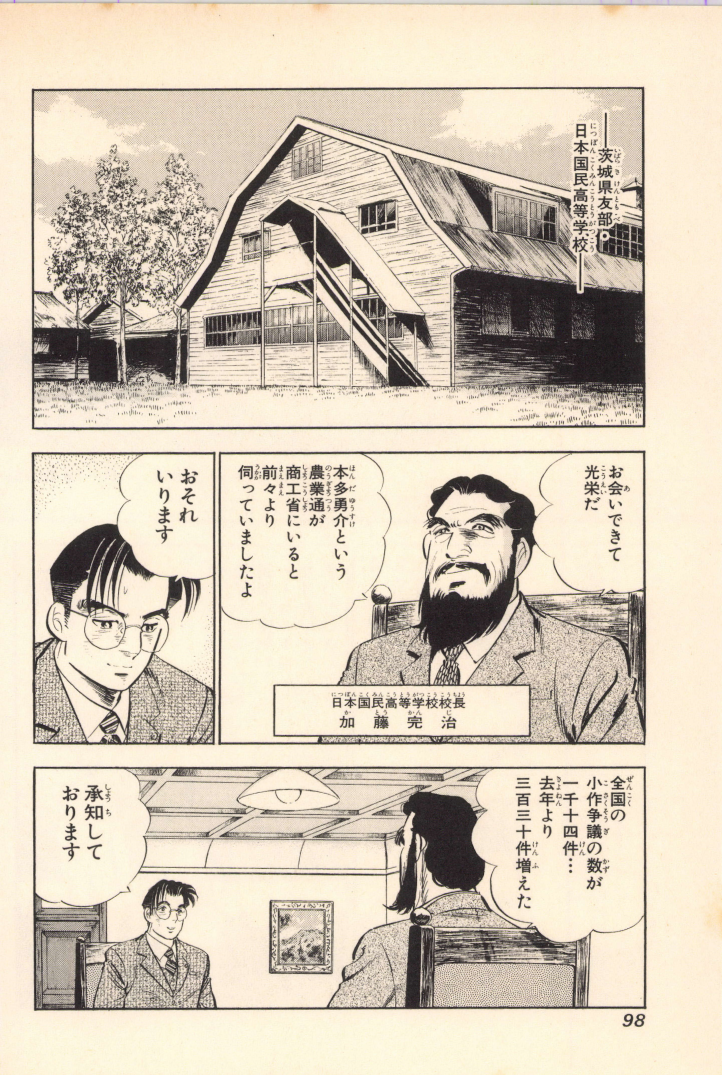 茨城県友部・
日本国民高等学校
お会いできて
光栄だ
本多勇介という
農業通が
商工省にいると
前々より
伺っていましたよ
日本国民高等学校校長
加藤完治
おそれ
いります
全国の
小作争議の数が
一千十四件…
去年より
三百三十件増えた
承知して
おります
98